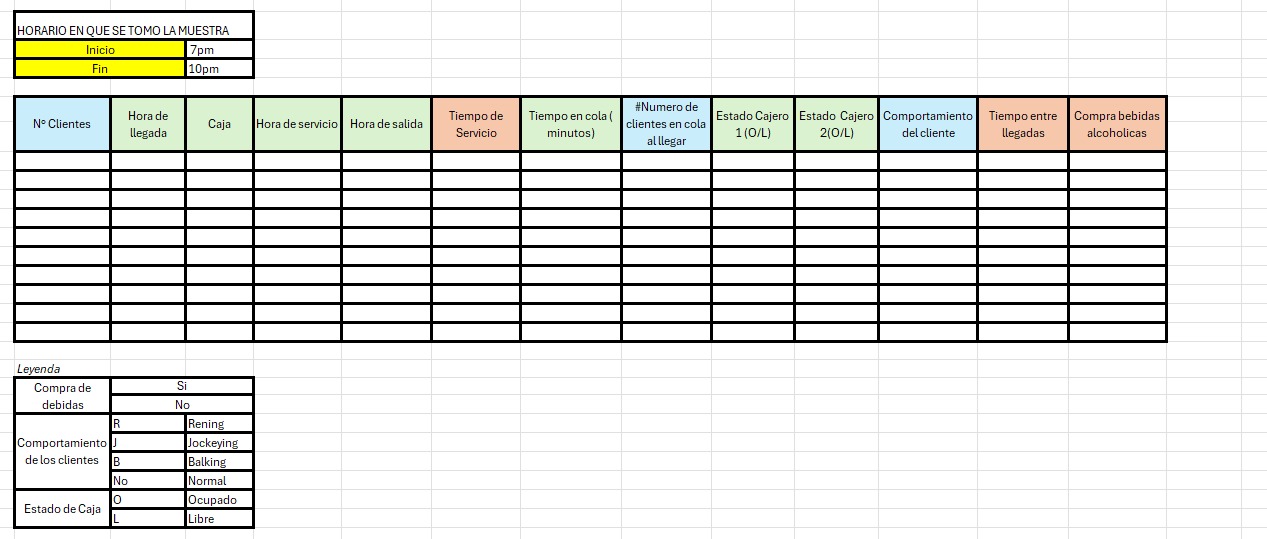 HORARIO EN QUE SE TOMO LA MUESTRA
Inicio 7pm
Fin 10pm
Nº Clientes
Hora de
llegada
Caja
Hora de servicio
Hora de salida
Tiempo de
Servicio
Tiempo en cola (
minutos)
#Numero de
clientes en cola
al llegar
Estado Cajero
1 (O/L)
Estado Cajero
2(O/L)
Comportamiento
del cliente
Tiempo entre
llegadas
Compra bebidas
alcoholicas
Leyenda
Compra de
debidas
Si
No
Comportamiento
de los clientes
R Rening
J Jockeying
B Balking
No Normal
Estado de Caja
O Ocupado
L Libre